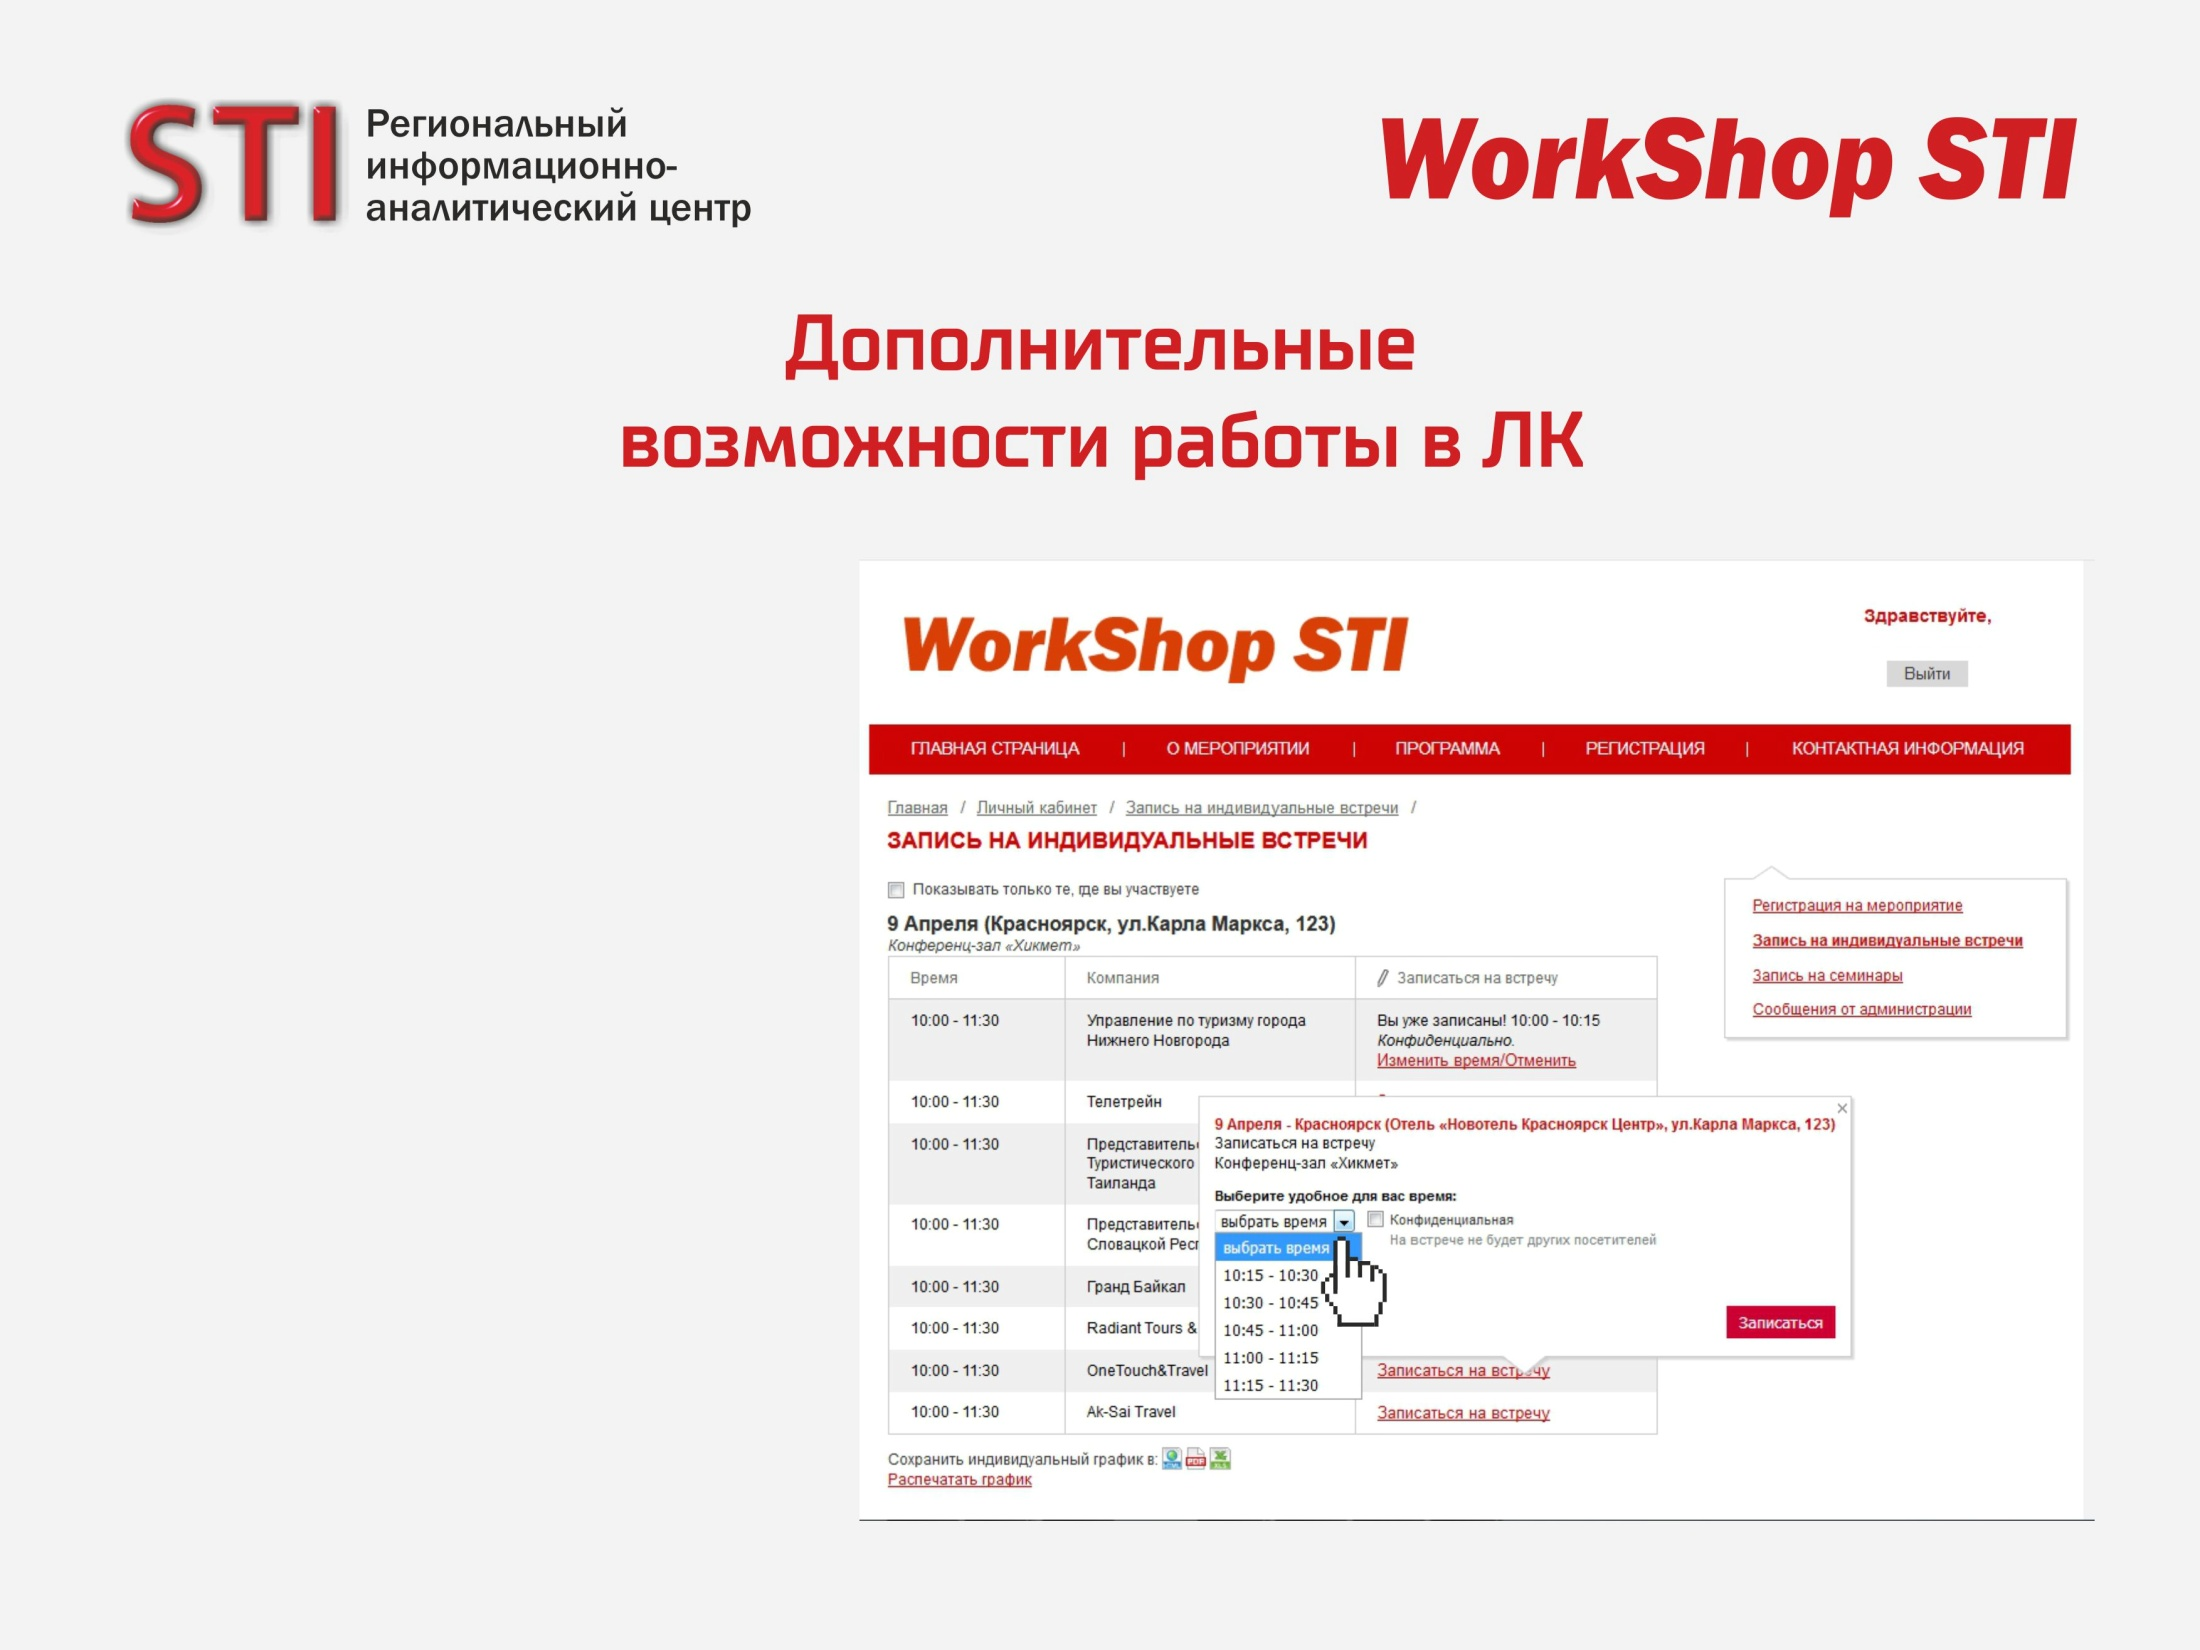 STI
Региональный
информационно-
аналитический центр
WorkShop STI
Дополнительные
возможности работы в ЛК
WorkShop STI
Здравствуйте,
Выйти
ГЛАВНАЯ СТРАНИЦА | О МЕРОПРИЯТИИ | ПРОГРАММА | РЕГИСТРАЦИЯ | КОНТАКТНАЯ ИНФОРМАЦИЯ
Главная / Личный кабинет / Запись на индивидуальные встречи /
ЗАПИСЬ НА ИНДИВИДУАЛЬНЫЕ ВСТРЕЧИ
Показывать только те, где вы участвуете
9 Апреля (Красноярск, ул.Карла Маркса, 123)
Конференц-зал «Хикмет»
Время Компания Записаться на встречу
10:00 - 11:30 Управление по туризму города Вы уже записаны! 10:00 - 10:15
Нижнего Новгорода Конфиденциально.
Изменить время/Отменить
10:00 - 11:30 Телетрейн
10:00 - 11:30 Представитель
Туристического
Таиланда
10:00 - 11:30 Представитель
Словацкой Рес
10:00 - 11:30 Гранд Байкал
10:00 - 11:30 Radiant Tours &
10:00 - 11:30 OneTouch&Travel Записаться на встречу
10:00 - 11:30 Ak-Sai Travel Записаться на встречу
Сохранить индивидуальный график в: PDF XLS
Распечатать график
Регистрация на мероприятие
Запись на индивидуальные встречи
Запись на семинары
Сообщения от администрации
9 Апреля - Красноярск (Отель «Новотель Красноярск Центр», ул.Карла Маркса, 123)
Записаться на встречу
Конференц-зал «Хикмет»
Выберите удобное для вас время:
выбрать время Конфиденциальная
На встрече не будет других посетителей
выбрать время
10:15 - 10:30
10:30 - 10:45
10:45 - 11:00
11:00 - 11:15
11:15 - 11:30
Записаться